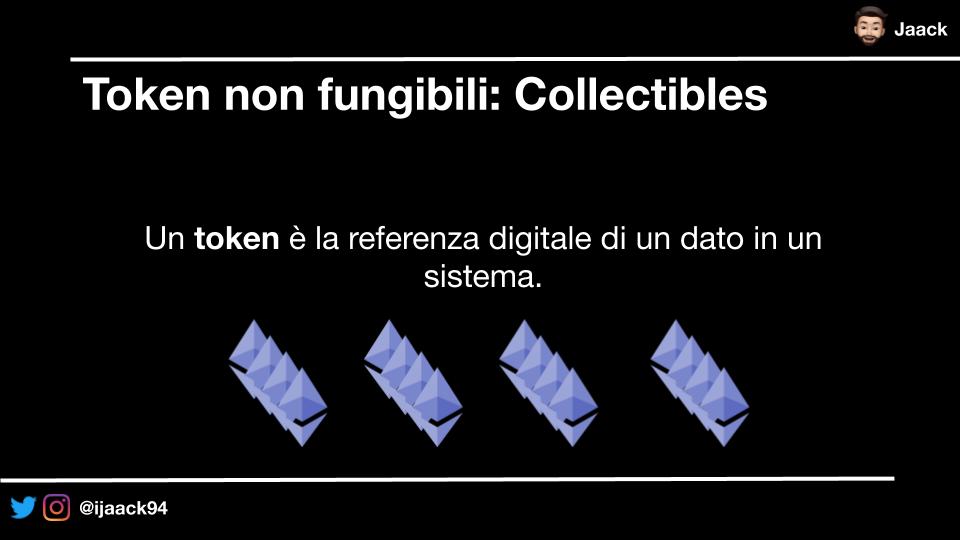 Jaack
Token non fungibili: Collectibles
Un token è la referenza digitale di un dato in un
sistema.
@ijaack94